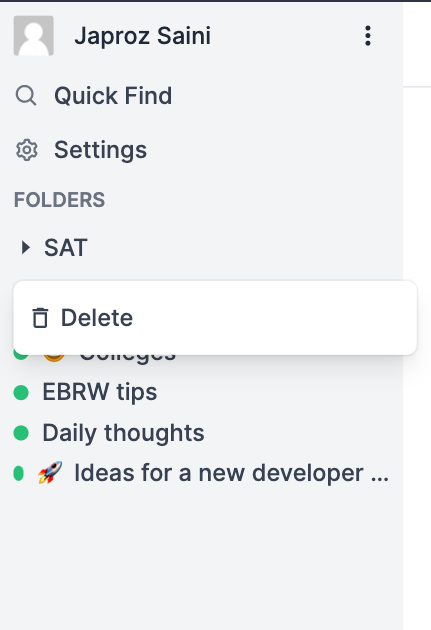 Japroz Saini
Quick Find
Settings
FOLDERS
SAT
Delete
Colleges
EBRW tips
Daily thoughts
Ideas for a new developer ...